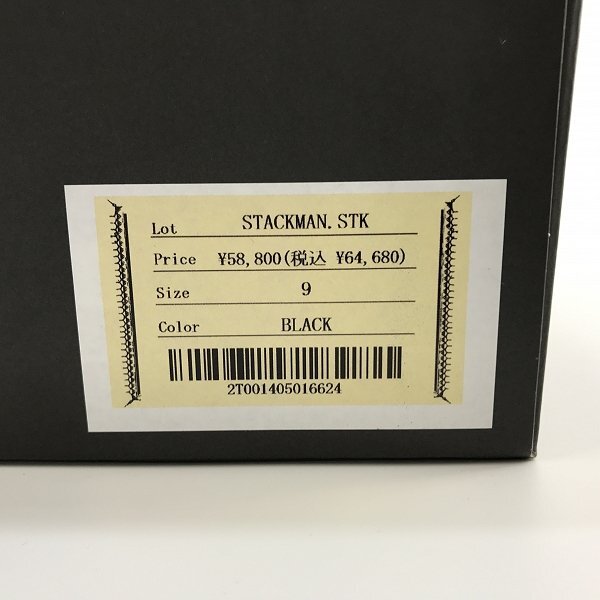 Lot STACKMAN.STK
Price ¥58,800(税込 ¥64,680)
Size 9
Color BLACK
2T001405016624